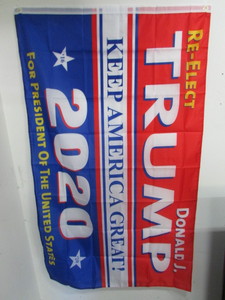 RE-ELECT DONALD J.
TRUMP
KEEP AMERICA GREAT!
2020
FOR PRESIDENT OF THE UNITED STATES